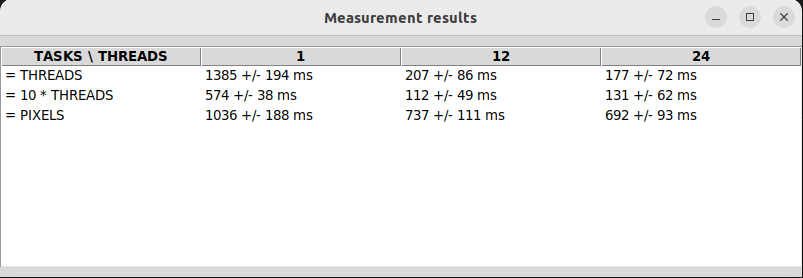 Measurement results
TASKS \ THREADS 1 12 24
= THREADS 1385 +/- 194 ms 207 +/- 86 ms 177 +/- 72 ms
= 10 * THREADS 574 +/- 38 ms 112 +/- 49 ms 131 +/- 62 ms
= PIXELS 1036 +/- 188 ms 737 +/- 111 ms 692 +/- 93 ms